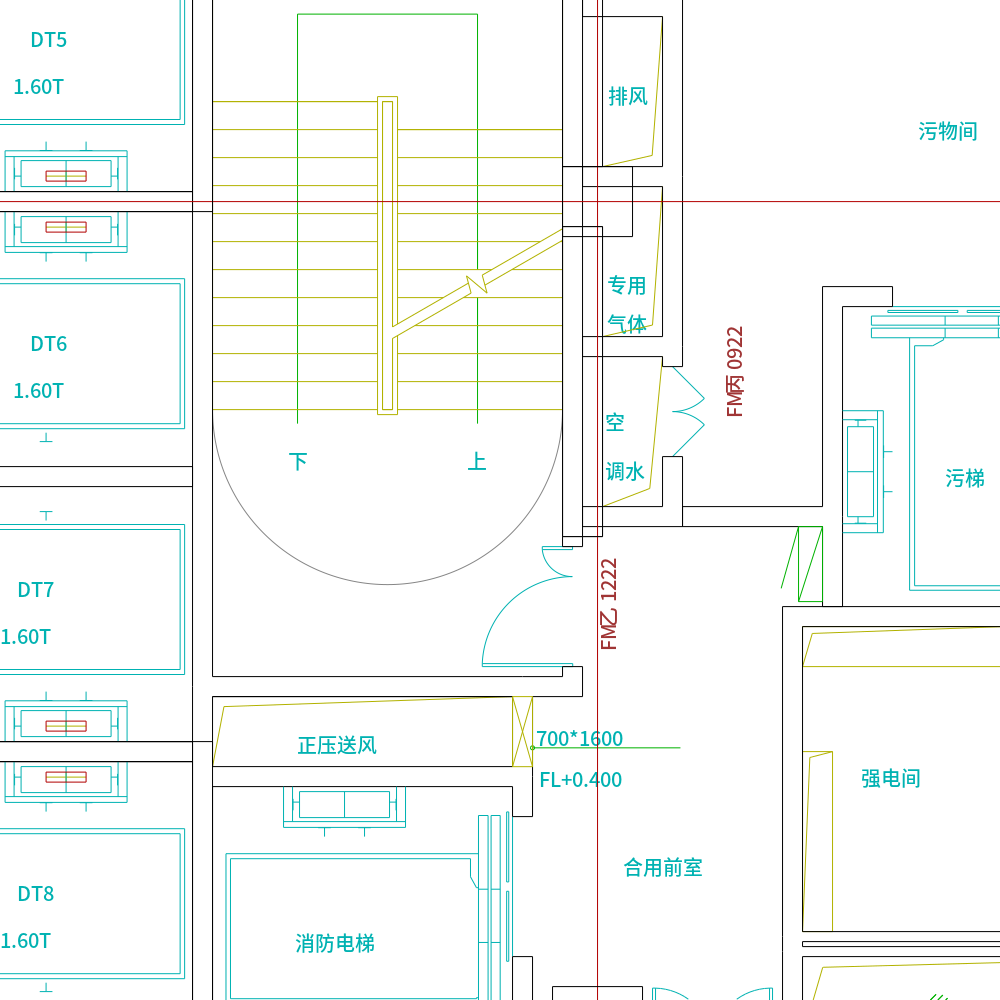 DT5
1.60T
排风
污物间
专用
气体
DT6
1.60T
FM丙 0922
空
调水
下
上
污梯
DT7
1.60T
FM乙 1222
正压送风
700*1600
FL+0.400
强电间
合用前室
DT8
1.60T
消防电梯